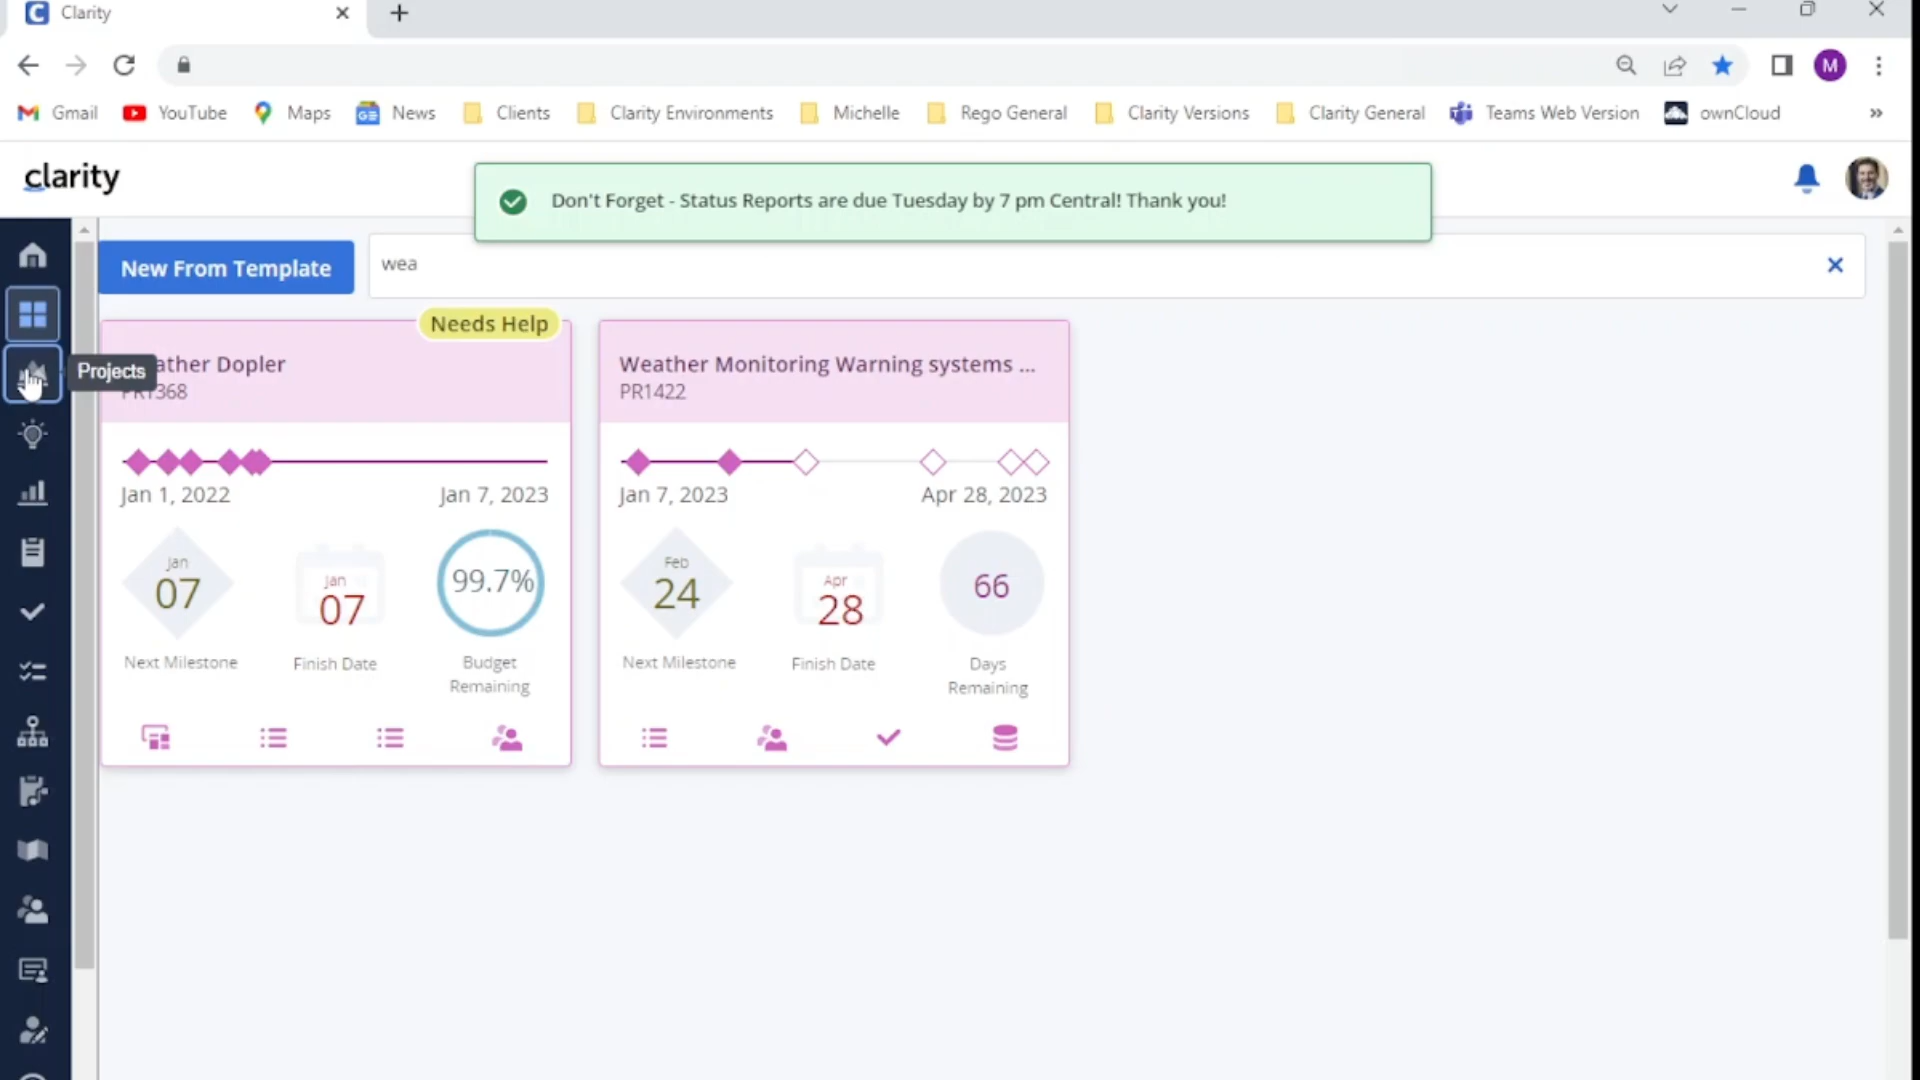 Clarity
Gmail
YouTube
Maps
News
Clients
Clarity Environments
Michelle
Rego General
Clarity Versions
Clarity General
Teams Web Version
ownCloud
»
M
clarity
Don't Forget - Status Reports are due Tuesday by 7 pm Central! Thank you!
New From Template
wea
Needs Help
Projects
ather Dopler
PR1368
Jan 1, 2022
Jan 7, 2023
Jan
07
Jan
07
99.7%
Next Milestone
Finish Date
Budget
Remaining
Weather Monitoring Warning systems ...
PR1422
Jan 7, 2023
Apr 28, 2023
Feb
24
Apr
28
66
Next Milestone
Finish Date
Days
Remaining